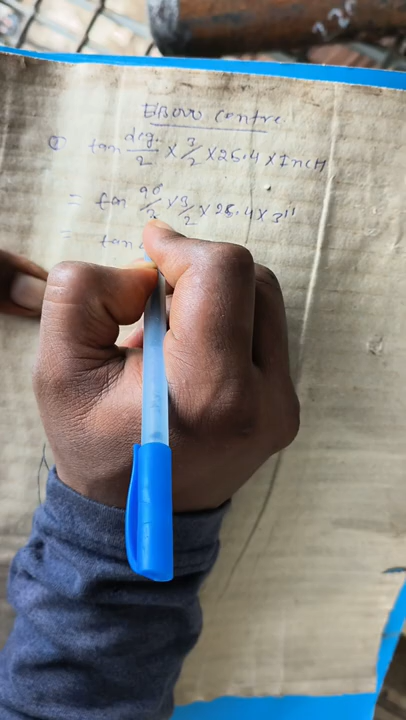 Elbow centre
① tan deg./2 × 3/2 × 25.4 × Inch
= tan 90/2 × 3/2 × 25.4 × 3"
= tan